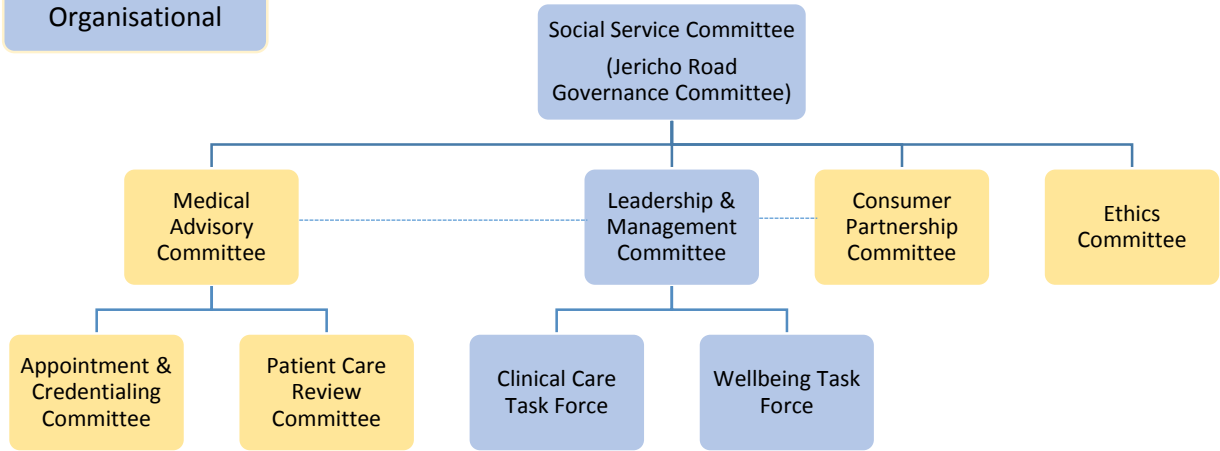 Organisational
Social Service Committee
(Jericho Road
Governance Committee)
Medical
Advisory
Committee
Leadership &
Management
Committee
Consumer
Partnership
Committee
Ethics
Committee
Appointment &
Credentialing
Committee
Patient Care
Review
Committee
Clinical Care
Task Force
Wellbeing Task
Force